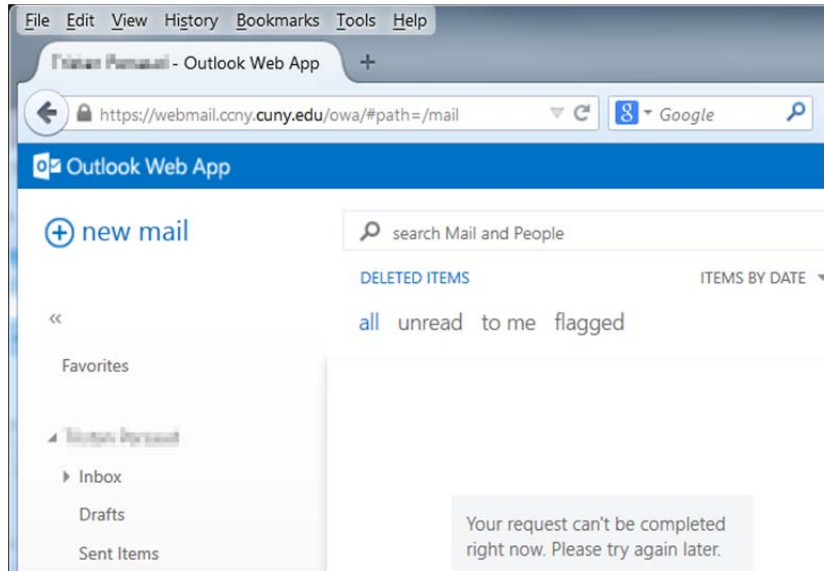 File Edit View History Bookmarks Tools Help
- Outlook Web App +
https://webmail.ccny.cuny.edu/owa/#path=/mail 8 Google
Outlook Web App
new mail
search Mail and People
DELETED ITEMS ITEMS BY DATE
all unread to me flagged
Favorites
Inbox
Drafts
Sent Items
Your request can't be completed
right now. Please try again later.